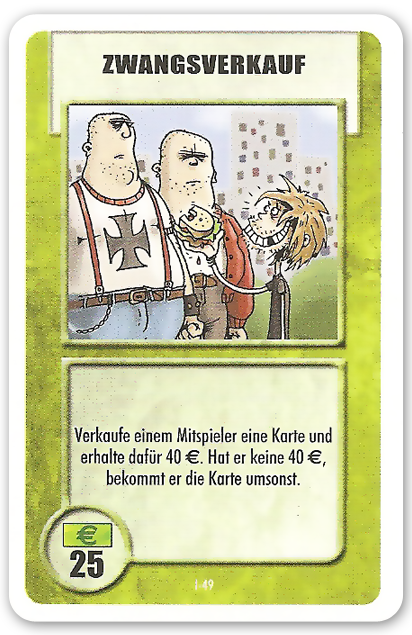 ZWANGSVERKAUF
Verkaufe einem Mitspieler eine Karte und
erhalte dafür 40 €. Hat er keine 40 €,
bekommt er die Karte umsonst.
€
25
I 49